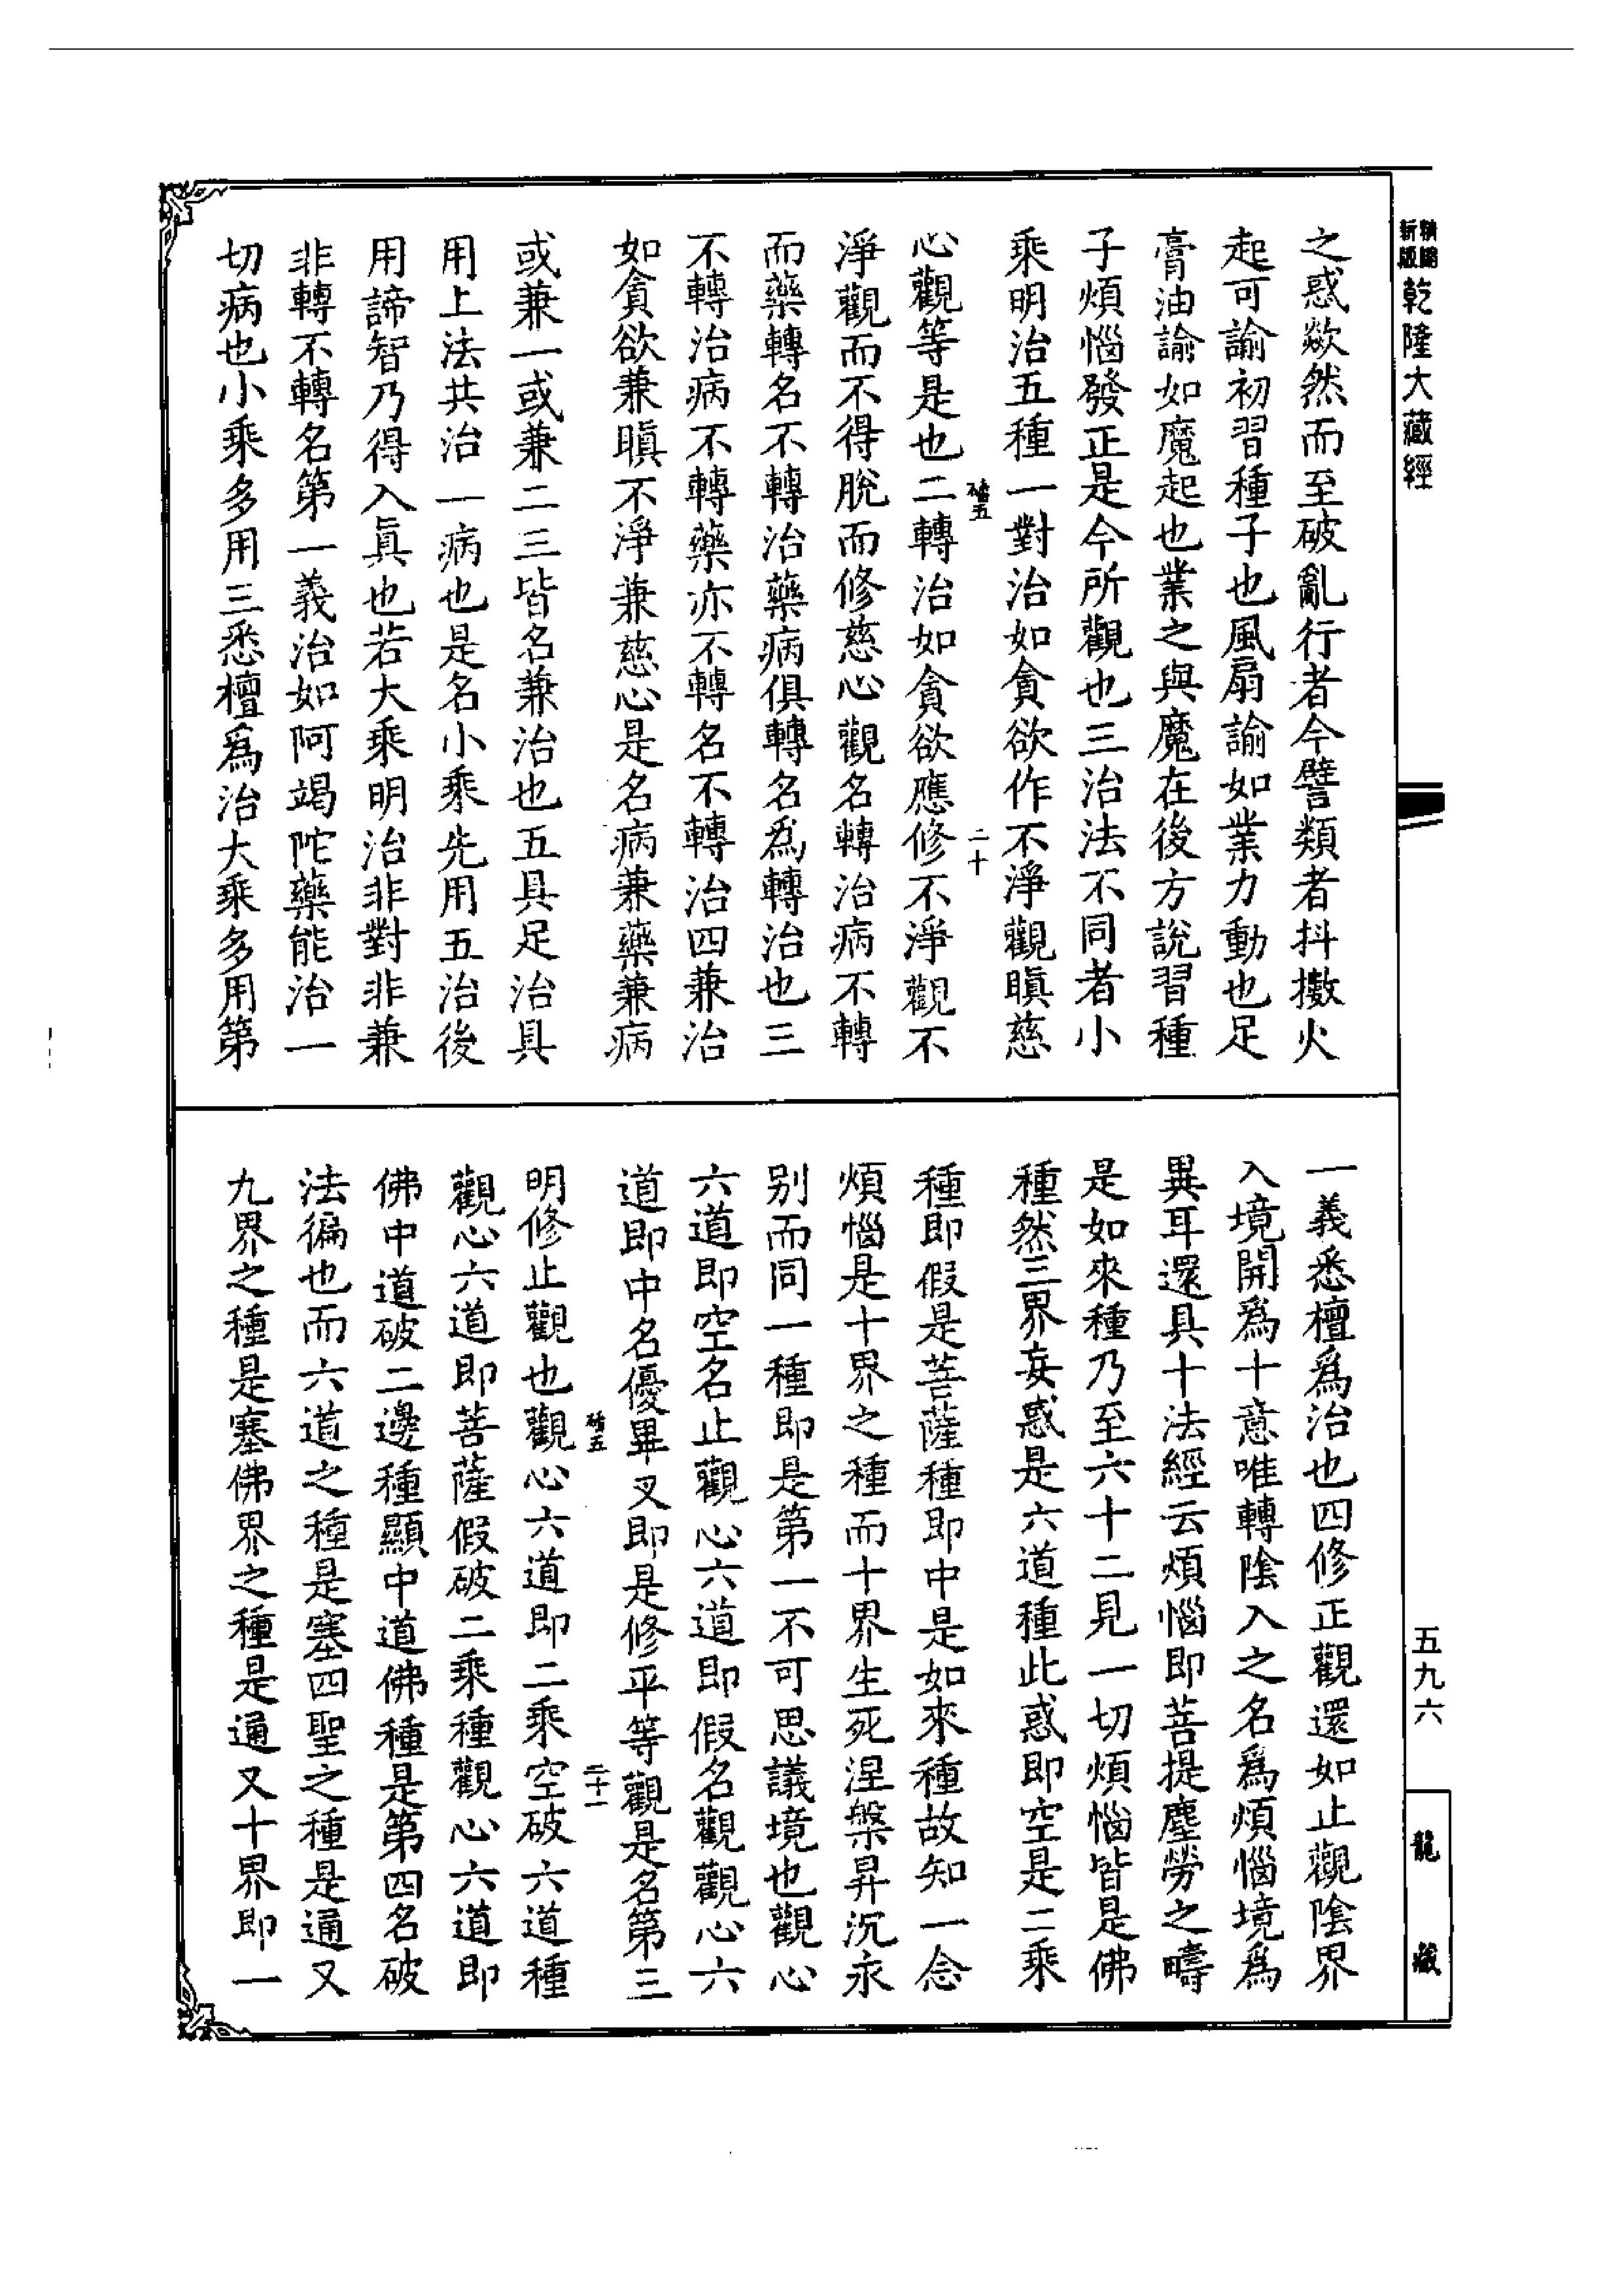 乾隆大藏經
之惑欻然而至破亂行者今譬類者抖擻火
起可諭初習種子也風扇諭如業力動也足
膏油諭如魔起也業之與魔在後方說習種
子煩惱發正是今所觀也三治法不同者小
乘明治五種一對治如貪欲作不淨觀瞋慈
二十
心觀等是也二轉治如貪欲應修不淨觀不
淨觀而不得脫而修慈心觀名轉治病不轉
而藥轉名不轉治藥病俱轉名為轉治也三
不轉治病不轉藥亦不轉名不轉治四兼治
如貪欲兼瞋不淨兼慈心是名病兼藥兼病
或兼一或兼二三皆名兼治也五具足治具
用上法共治一病也是名小乘先用五治後
用諦智乃得入眞也若大乘明治非對非兼
非轉不轉名第一義治如阿竭陀藥能治一
切病也小乘多用三悉檀爲治大乘多用第
一義悉檀爲治也四修正觀還如止觀陰界
入境開爲十意唯轉陰入之名爲煩惱境爲
異耳還具十法經云煩惱即菩提塵勞之疇
是如來種乃至六十二見一切煩惱皆是佛
種然三界妄惑是六道種此惑即空是二乘
種即假是菩薩種即中是如來種故知一念
煩惱是十界之種而十界生死涅槃昇沉永
别而同一種即是第一不可思議境也觀心
六道即空名止觀心六道即假名觀觀心六
道即中名優畢叉即是修平等觀是名第三
二十一
明修止觀也觀心六道即二乘空破六道種
觀心六道即菩薩假破二乘種觀心六道即
佛中道破二邊種顯中道佛種是第四名破
法徧也而六道之種是塞四聖之種是通又
九界之種是塞佛界之種是通又十界即一
五九六
龍藏